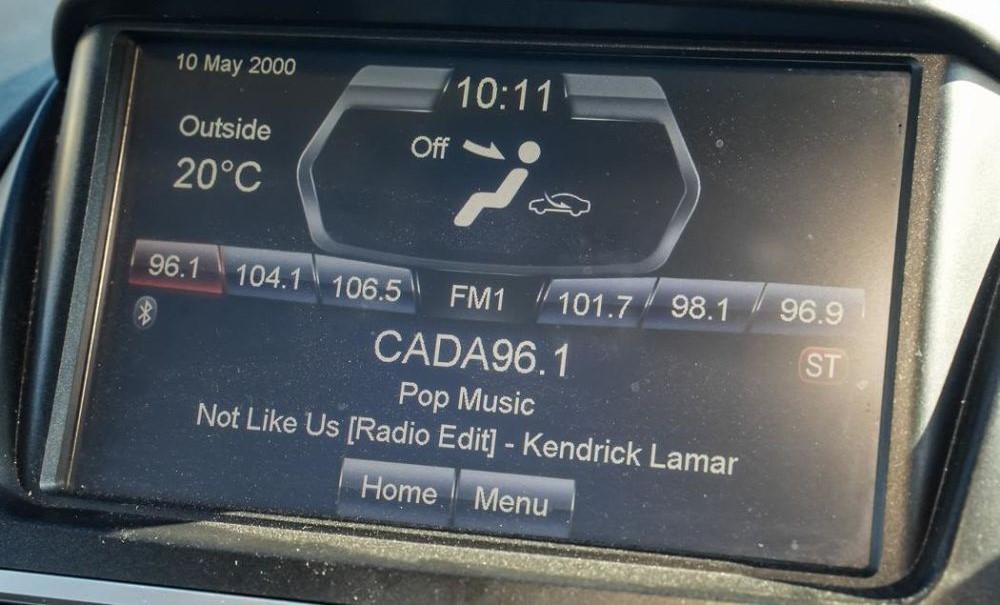 10 May 2000
10:11
Outside
Off
20°C
96.1 104.1 106.5 FM1 101.7 98.1 96.9
CADA96.1
ST
Pop Music
Not Like Us [Radio Edit] - Kendrick Lamar
Home Menu